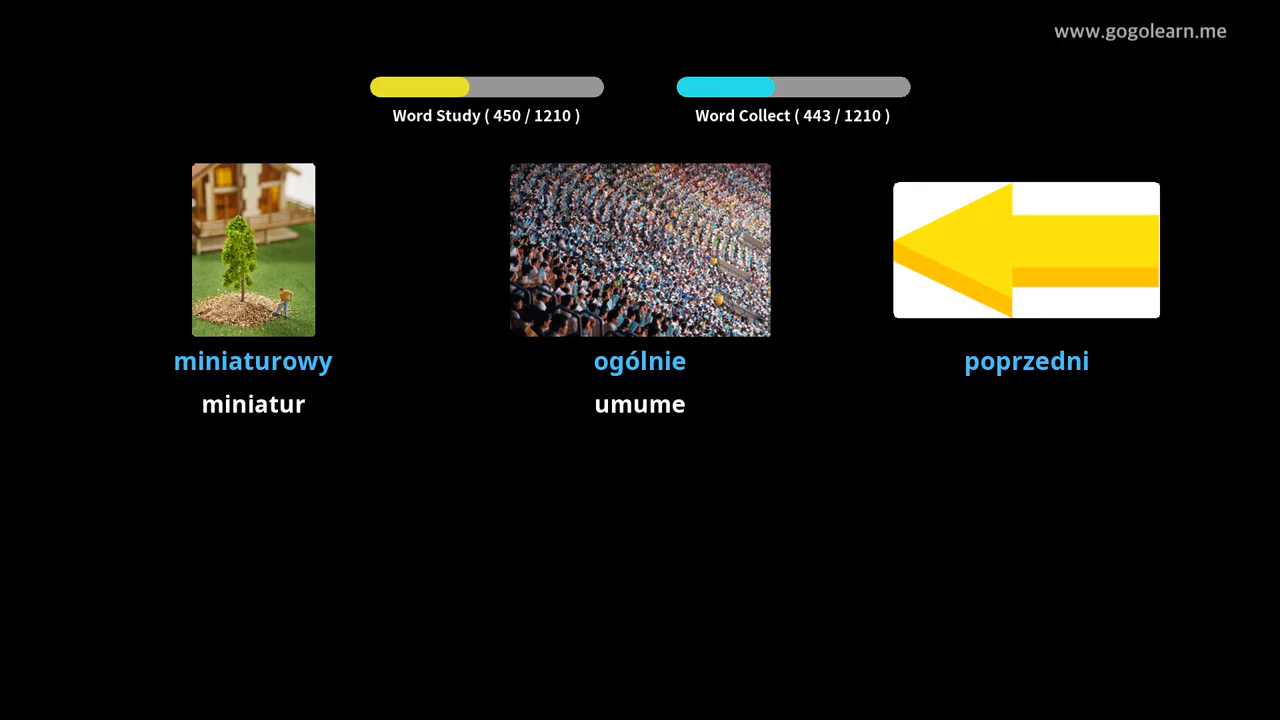 www.gogolearn.me
Word Study ( 450 / 1210 )
Word Collect ( 443 / 1210 )
miniaturowy
ogólnie
poprzedni
miniatur
umume